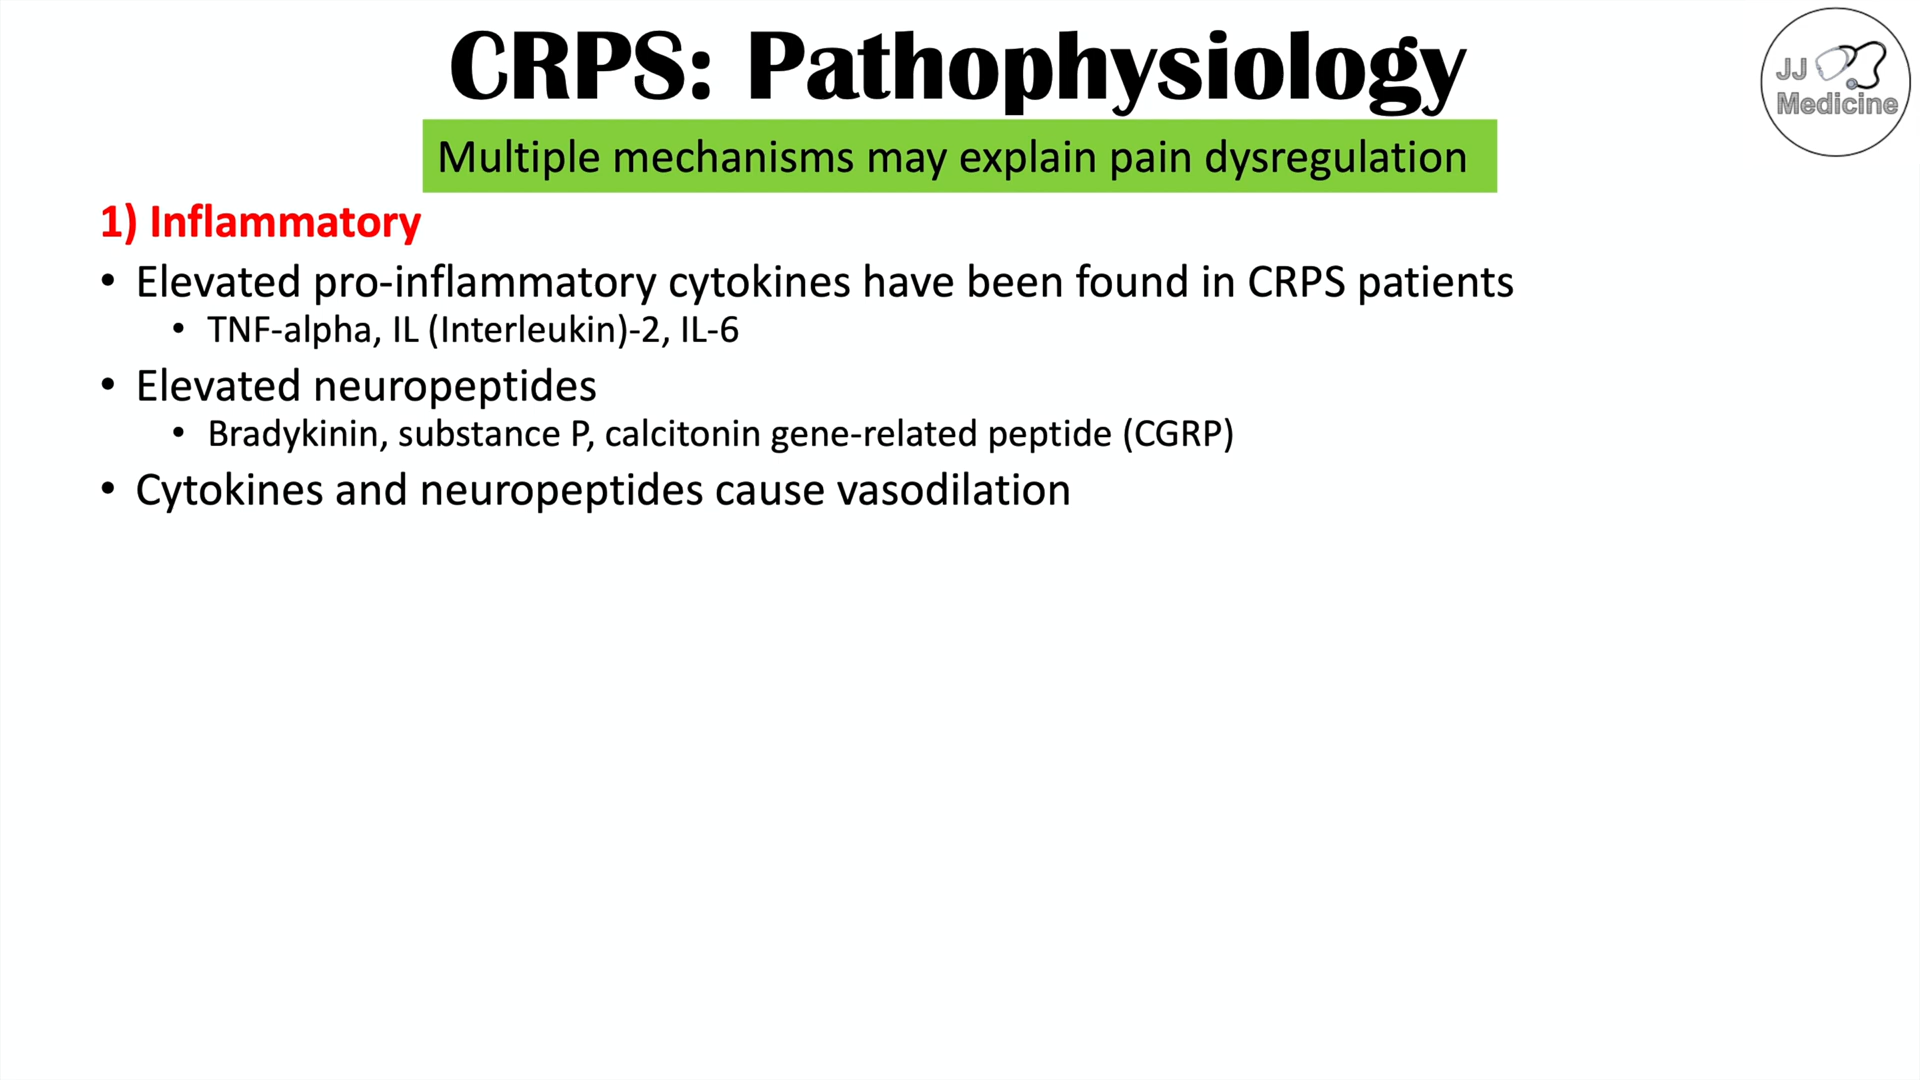 CRPS: Pathophysiology
JJ
Medicine
Multiple mechanisms may explain pain dysregulation
1) Inflammatory
• Elevated pro-inflammatory cytokines have been found in CRPS patients
• TNF-alpha, IL (Interleukin)-2, IL-6
• Elevated neuropeptides
• Bradykinin, substance P, calcitonin gene-related peptide (CGRP)
• Cytokines and neuropeptides cause vasodilation